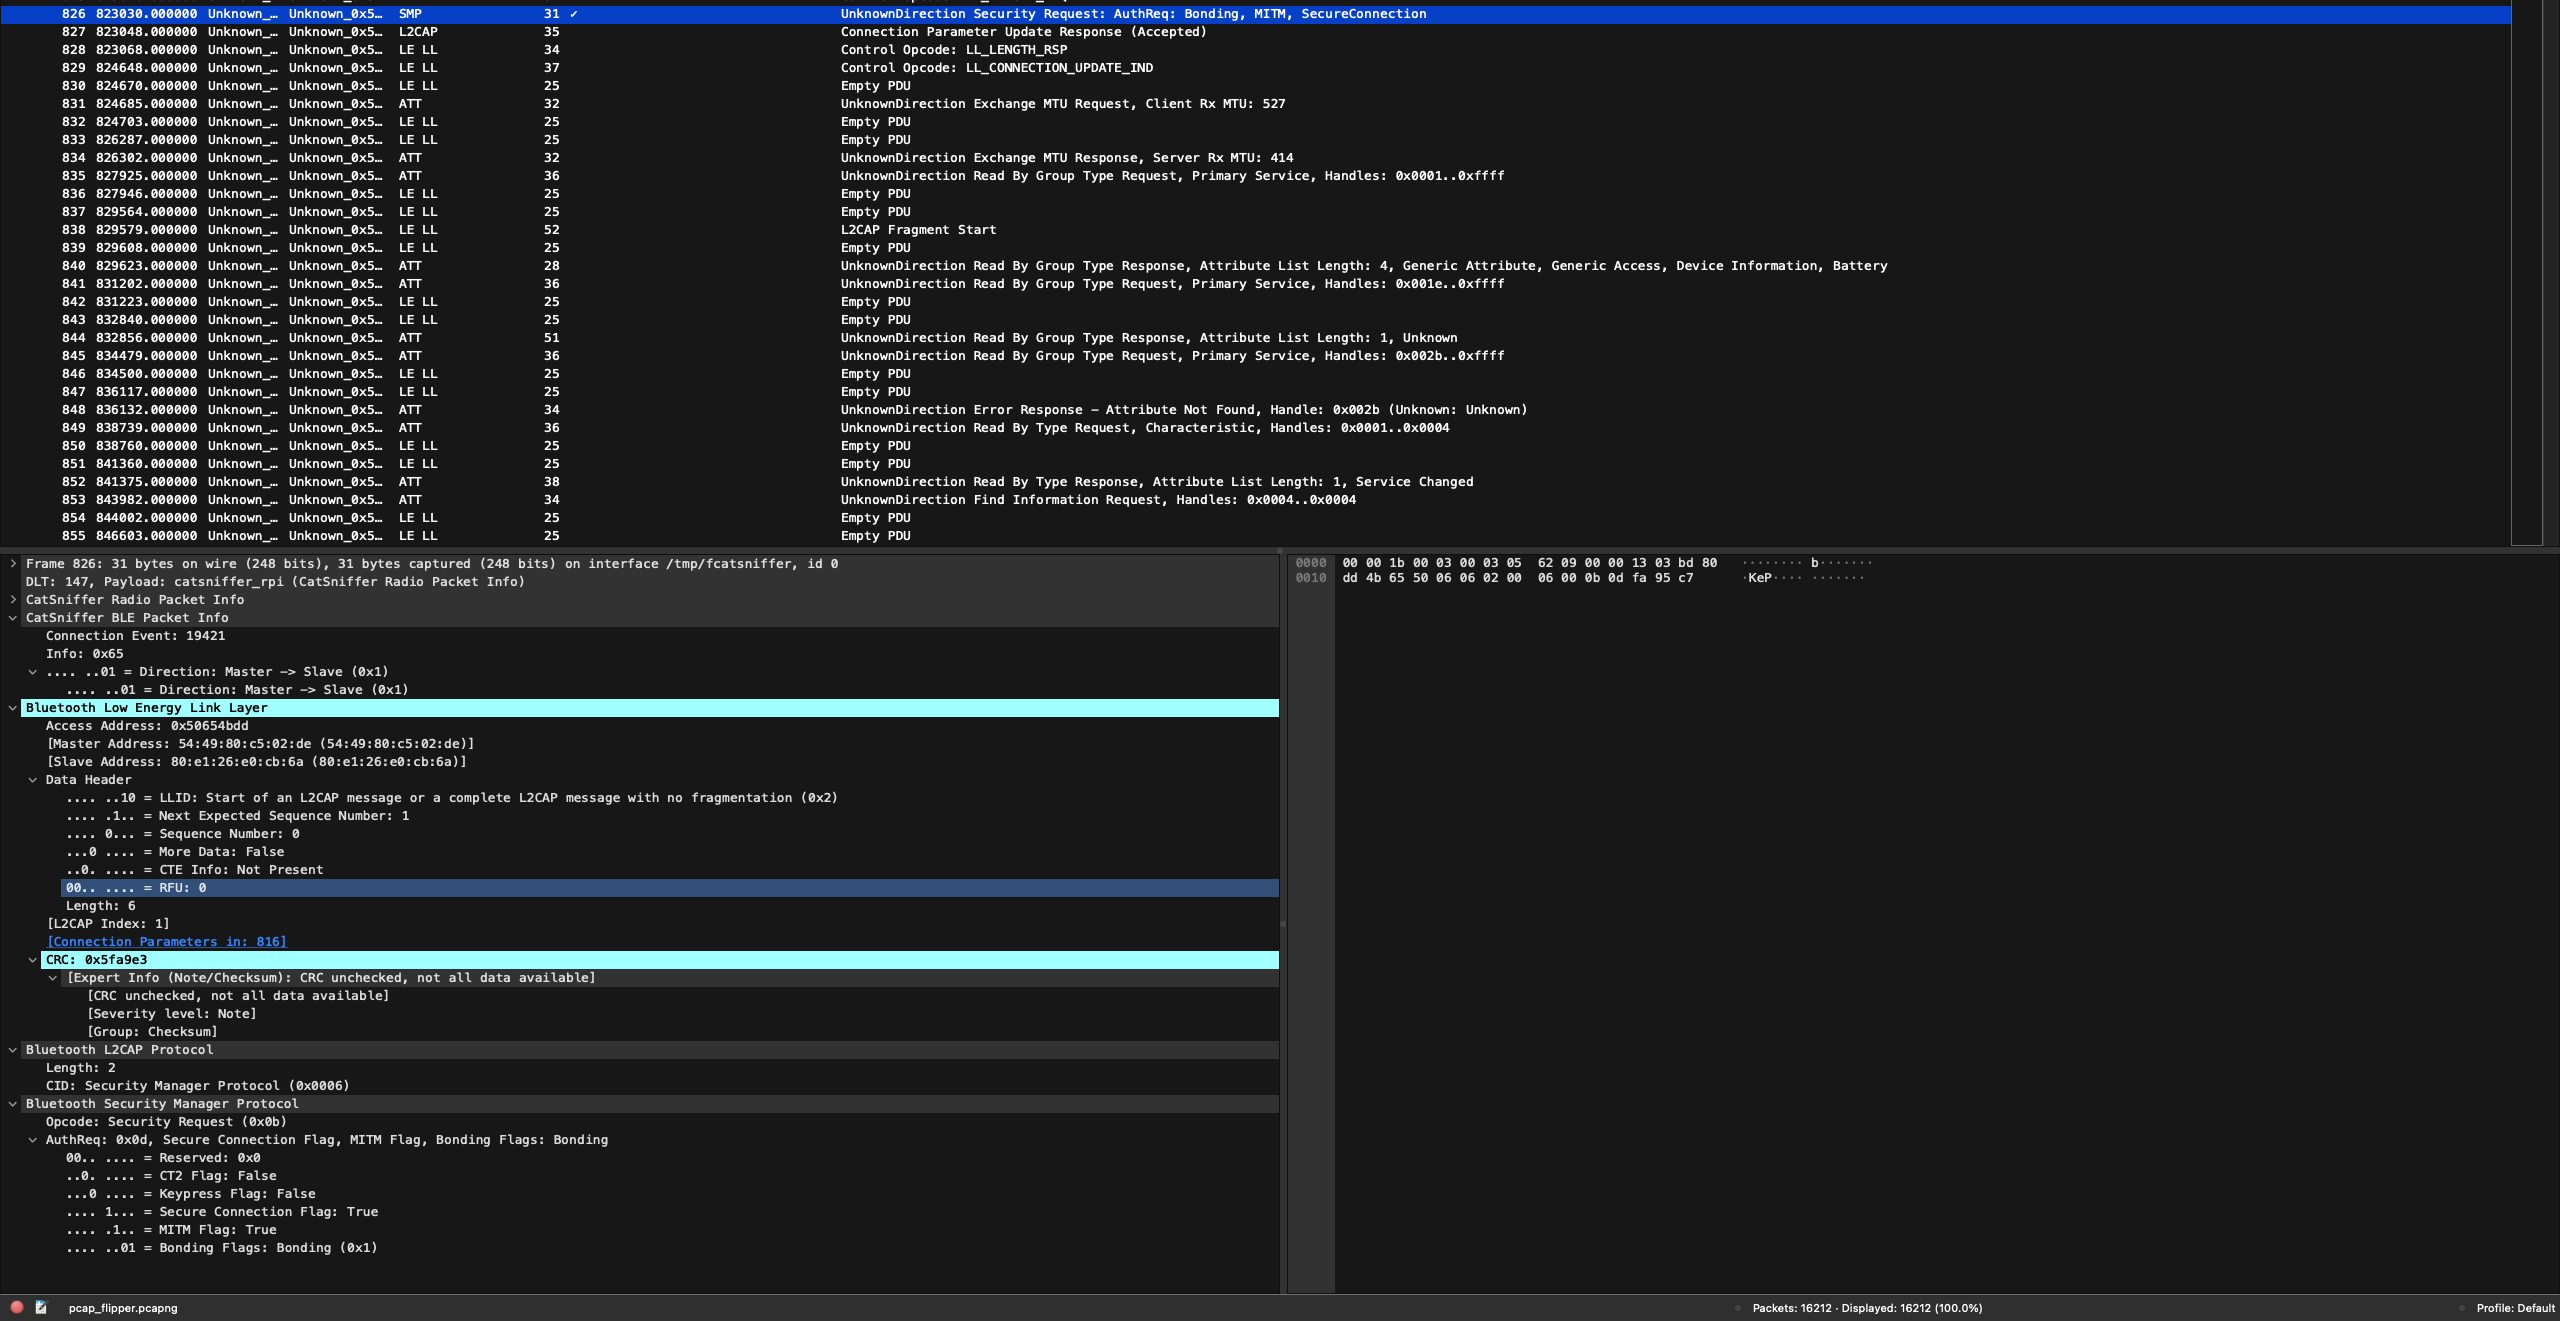 826 823030.000000 Unknown_… Unknown_0x5… SMP 31 ✓ UnknownDirection Security Request: AuthReq: Bonding, MITM, SecureConnection
827 823048.000000 Unknown_… Unknown_0x5… L2CAP 35 Connection Parameter Update Response (Accepted)
828 823068.000000 Unknown_… Unknown_0x5… LE LL 34 Control Opcode: LL_LENGTH_RSP
829 824648.000000 Unknown_… Unknown_0x5… LE LL 37 Control Opcode: LL_CONNECTION_UPDATE_IND
830 824670.000000 Unknown_… Unknown_0x5… LE LL 25 Empty PDU
831 824685.000000 Unknown_… Unknown_0x5… ATT 32 UnknownDirection Exchange MTU Request, Client Rx MTU: 527
832 824703.000000 Unknown_… Unknown_0x5… LE LL 25 Empty PDU
833 826287.000000 Unknown_… Unknown_0x5… LE LL 25 Empty PDU
834 826302.000000 Unknown_… Unknown_0x5… ATT 32 UnknownDirection Exchange MTU Response, Server Rx MTU: 414
835 827925.000000 Unknown_… Unknown_0x5… ATT 36 UnknownDirection Read By Group Type Request, Primary Service, Handles: 0x0001..0xffff
836 827946.000000 Unknown_… Unknown_0x5… LE LL 25 Empty PDU
837 829564.000000 Unknown_… Unknown_0x5… LE LL 25 Empty PDU
838 829579.000000 Unknown_… Unknown_0x5… LE LL 52 L2CAP Fragment Start
839 829608.000000 Unknown_… Unknown_0x5… LE LL 25 Empty PDU
840 829623.000000 Unknown_… Unknown_0x5… ATT 28 UnknownDirection Read By Group Type Response, Attribute List Length: 4, Generic Attribute, Generic Access, Device Information, Battery
841 831202.000000 Unknown_… Unknown_0x5… ATT 36 UnknownDirection Read By Group Type Request, Primary Service, Handles: 0x001e..0xffff
842 831223.000000 Unknown_… Unknown_0x5… LE LL 25 Empty PDU
843 832840.000000 Unknown_… Unknown_0x5… LE LL 25 Empty PDU
844 832856.000000 Unknown_… Unknown_0x5… ATT 51 UnknownDirection Read By Group Type Response, Attribute List Length: 1, Unknown
845 834479.000000 Unknown_… Unknown_0x5… ATT 36 UnknownDirection Read By Group Type Request, Primary Service, Handles: 0x002b..0xffff
846 834500.000000 Unknown_… Unknown_0x5… LE LL 25 Empty PDU
847 836117.000000 Unknown_… Unknown_0x5… LE LL 25 Empty PDU
848 836132.000000 Unknown_… Unknown_0x5… ATT 34 UnknownDirection Error Response – Attribute Not Found, Handle: 0x002b (Unknown: Unknown)
849 838739.000000 Unknown_… Unknown_0x5… ATT 36 UnknownDirection Read By Type Request, Characteristic, Handles: 0x0001..0x0004
850 838760.000000 Unknown_… Unknown_0x5… LE LL 25 Empty PDU
851 841360.000000 Unknown_… Unknown_0x5… LE LL 25 Empty PDU
852 841375.000000 Unknown_… Unknown_0x5… ATT 38 UnknownDirection Read By Type Response, Attribute List Length: 1, Service Changed
853 843982.000000 Unknown_… Unknown_0x5… ATT 34 UnknownDirection Find Information Request, Handles: 0x0004..0x0004
854 844002.000000 Unknown_… Unknown_0x5… LE LL 25 Empty PDU
855 846603.000000 Unknown_… Unknown_0x5… LE LL 25 Empty PDU
Frame 826: 31 bytes on wire (248 bits), 31 bytes captured (248 bits) on interface /tmp/fcatsniffer, id 0
DLT: 147, Payload: catsniffer_rpi (CatSniffer Radio Packet Info)
CatSniffer Radio Packet Info
CatSniffer BLE Packet Info
Connection Event: 19421
Info: 0x65
.... ..01 = Direction: Master –> Slave (0x1)
.... ..01 = Direction: Master –> Slave (0x1)
Bluetooth Low Energy Link Layer
Access Address: 0x50654bdd
[Master Address: 54:49:80:c5:02:de (54:49:80:c5:02:de)]
[Slave Address: 80:e1:26:e0:cb:6a (80:e1:26:e0:cb:6a)]
Data Header
.... ..10 = LLID: Start of an L2CAP message or a complete L2CAP message with no fragmentation (0x2)
.... .1.. = Next Expected Sequence Number: 1
.... 0... = Sequence Number: 0
...0 .... = More Data: False
..0. .... = CTE Info: Not Present
00.. .... = RFU: 0
Length: 6
[L2CAP Index: 1]
[Connection Parameters in: 816]
CRC: 0x5fa9e3
[Expert Info (Note/Checksum): CRC unchecked, not all data available]
[CRC unchecked, not all data available]
[Severity level: Note]
[Group: Checksum]
Bluetooth L2CAP Protocol
Length: 2
CID: Security Manager Protocol (0x0006)
Bluetooth Security Manager Protocol
Opcode: Security Request (0x0b)
AuthReq: 0x0d, Secure Connection Flag, MITM Flag, Bonding Flags: Bonding
00.. .... = Reserved: 0x0
..0. .... = CT2 Flag: False
...0 .... = Keypress Flag: False
.... 1... = Secure Connection Flag: True
.... .1.. = MITM Flag: True
.... ..01 = Bonding Flags: Bonding (0x1)
0000 00 00 1b 00 03 00 03 05 62 09 00 00 13 03 bd 80 ········ b·······
0010 dd 4b 65 50 06 06 02 00 06 00 0b 0d fa 95 c7 ·KeP···· ·······
pcap_flipper.pcapng
Packets: 16212 · Displayed: 16212 (100.0%)
Profile: Default